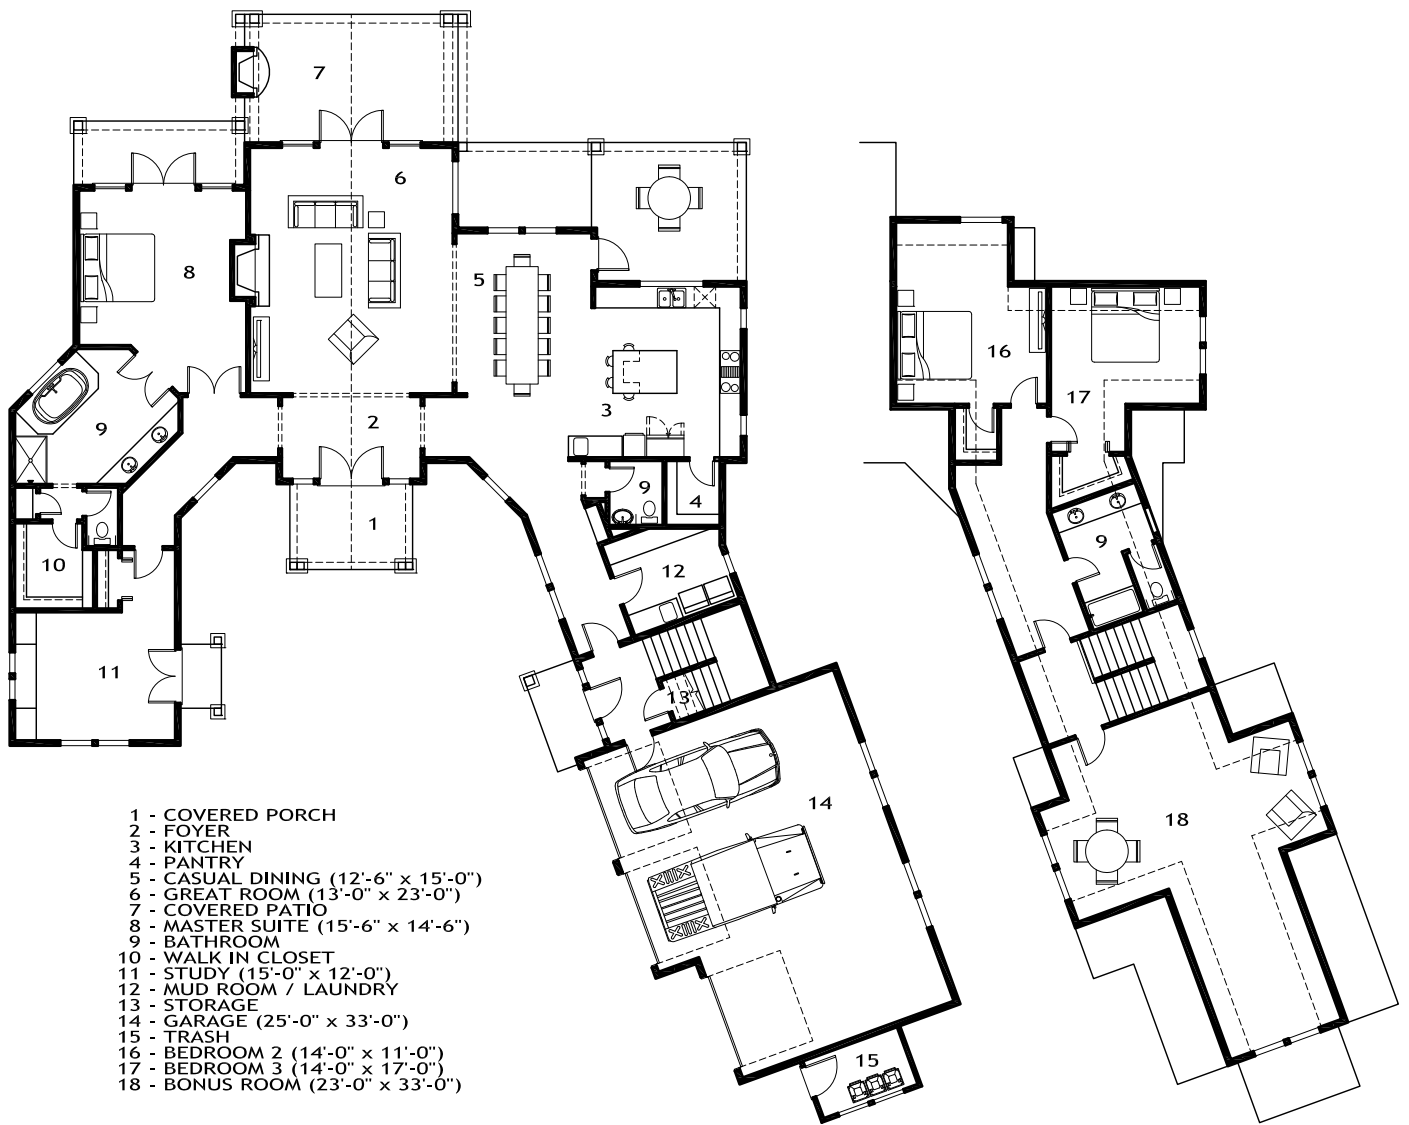 7
6
8
5
16
17
3
2
9
9
4
1
9
10
12
11
13
14
18
15
1 - COVERED PORCH
2 - FOYER
3 - KITCHEN
4 - PANTRY
5 - CASUAL DINING (12'-6" x 15'-0")
6 - GREAT ROOM (13'-0" x 23'-0")
7 - COVERED PATIO
8 - MASTER SUITE (15'-6" x 14'-6")
9 - BATHROOM
10 - WALK IN CLOSET
11 - STUDY (15'-0" x 12'-0")
12 - MUD ROOM / LAUNDRY
13 - STORAGE
14 - GARAGE (25'-0" x 33'-0")
15 - TRASH
16 - BEDROOM 2 (14'-0" x 11'-0")
17 - BEDROOM 3 (14'-0" x 17'-0")
18 - BONUS ROOM (23'-0" x 33'-0")